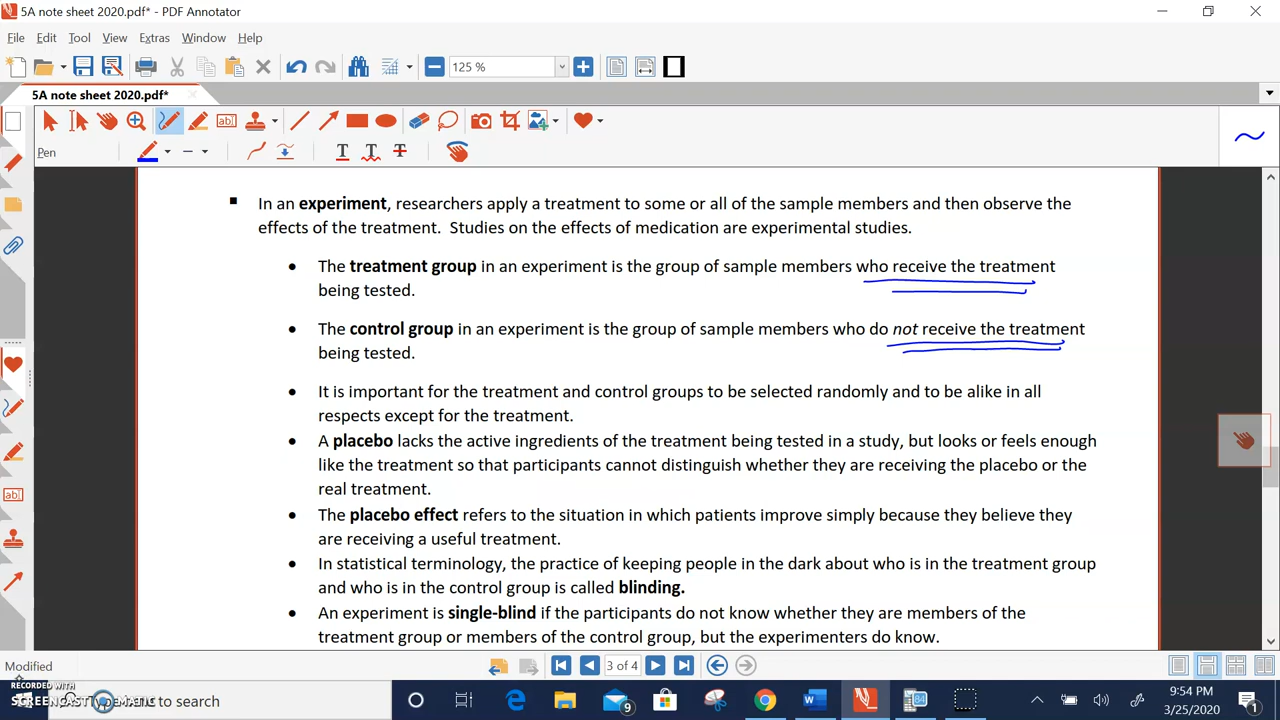 5A note sheet 2020.pdf* - PDF Annotator
File Edit Tool View Extras Window Help
125 %
5A note sheet 2020.pdf*
Pen
In an experiment, researchers apply a treatment to some or all of the sample members and then observe the
effects of the treatment. Studies on the effects of medication are experimental studies.
The treatment group in an experiment is the group of sample members who receive the treatment
being tested.
The control group in an experiment is the group of sample members who do not receive the treatment
being tested.
It is important for the treatment and control groups to be selected randomly and to be alike in all
respects except for the treatment.
A placebo lacks the active ingredients of the treatment being tested in a study, but looks or feels enough
like the treatment so that participants cannot distinguish whether they are receiving the placebo or the
real treatment.
The placebo effect refers to the situation in which patients improve simply because they believe they
are receiving a useful treatment.
In statistical terminology, the practice of keeping people in the dark about who is in the treatment group
and who is in the control group is called blinding.
An experiment is single-blind if the participants do not know whether they are members of the
treatment group or members of the control group, but the experimenters do know.
Modified
3 of 4
RECORDED WITH
SCREENCAST
Type here to search
9
84
9:54 PM
3/25/2020
1